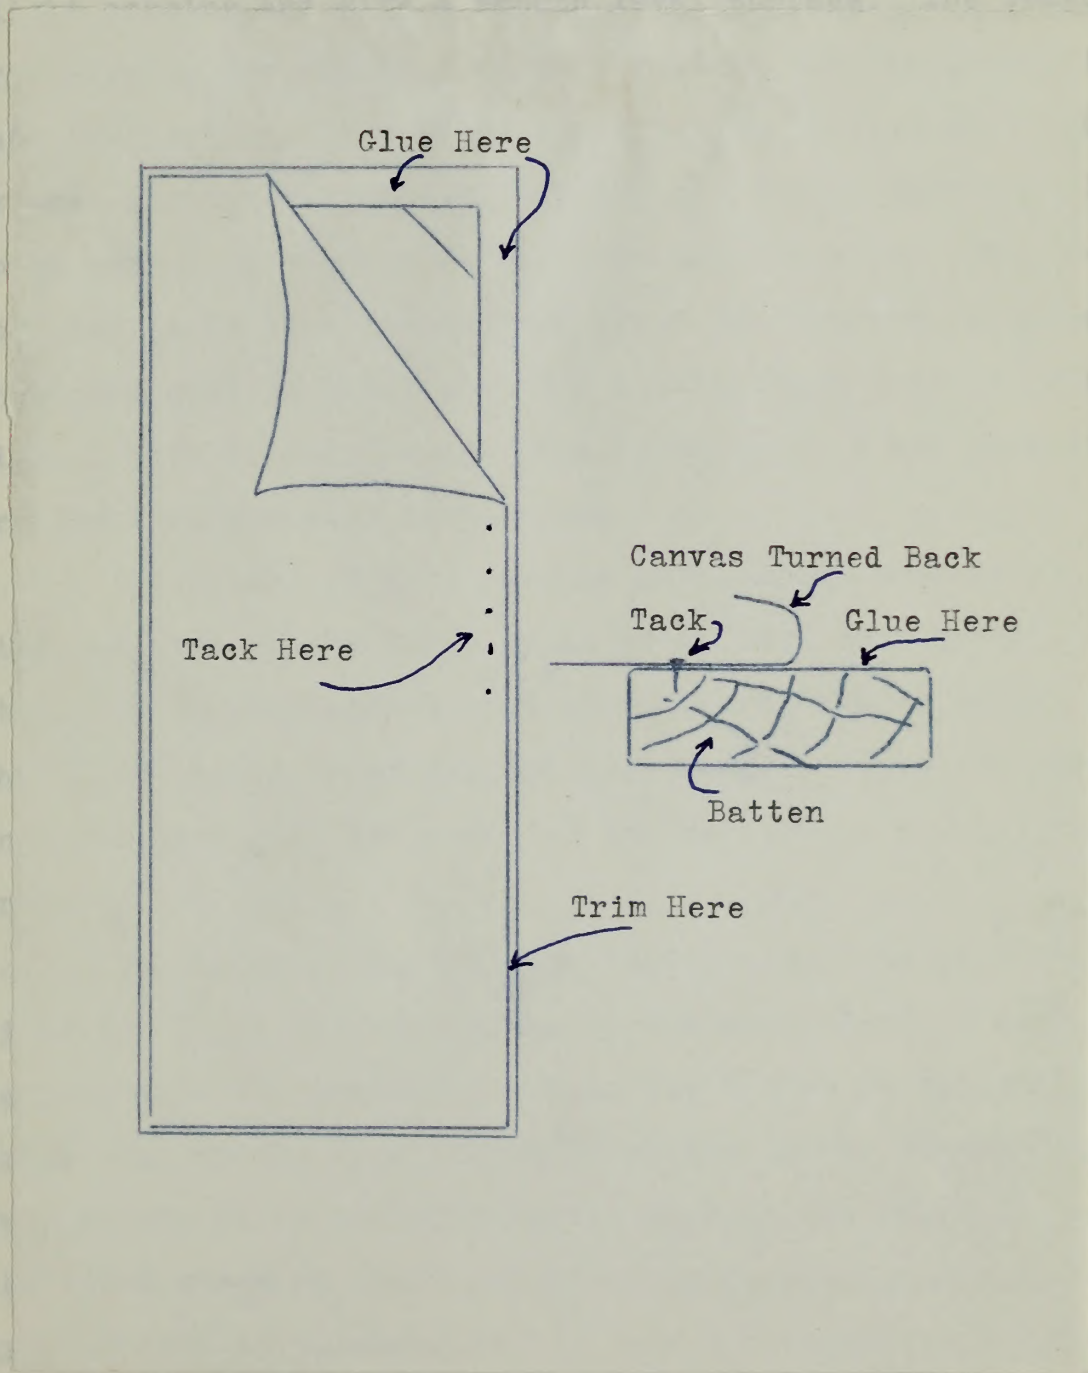 Glue Here
Canvas Turned Back
Tack
Glue Here
Tack Here
Batten
Trim Here